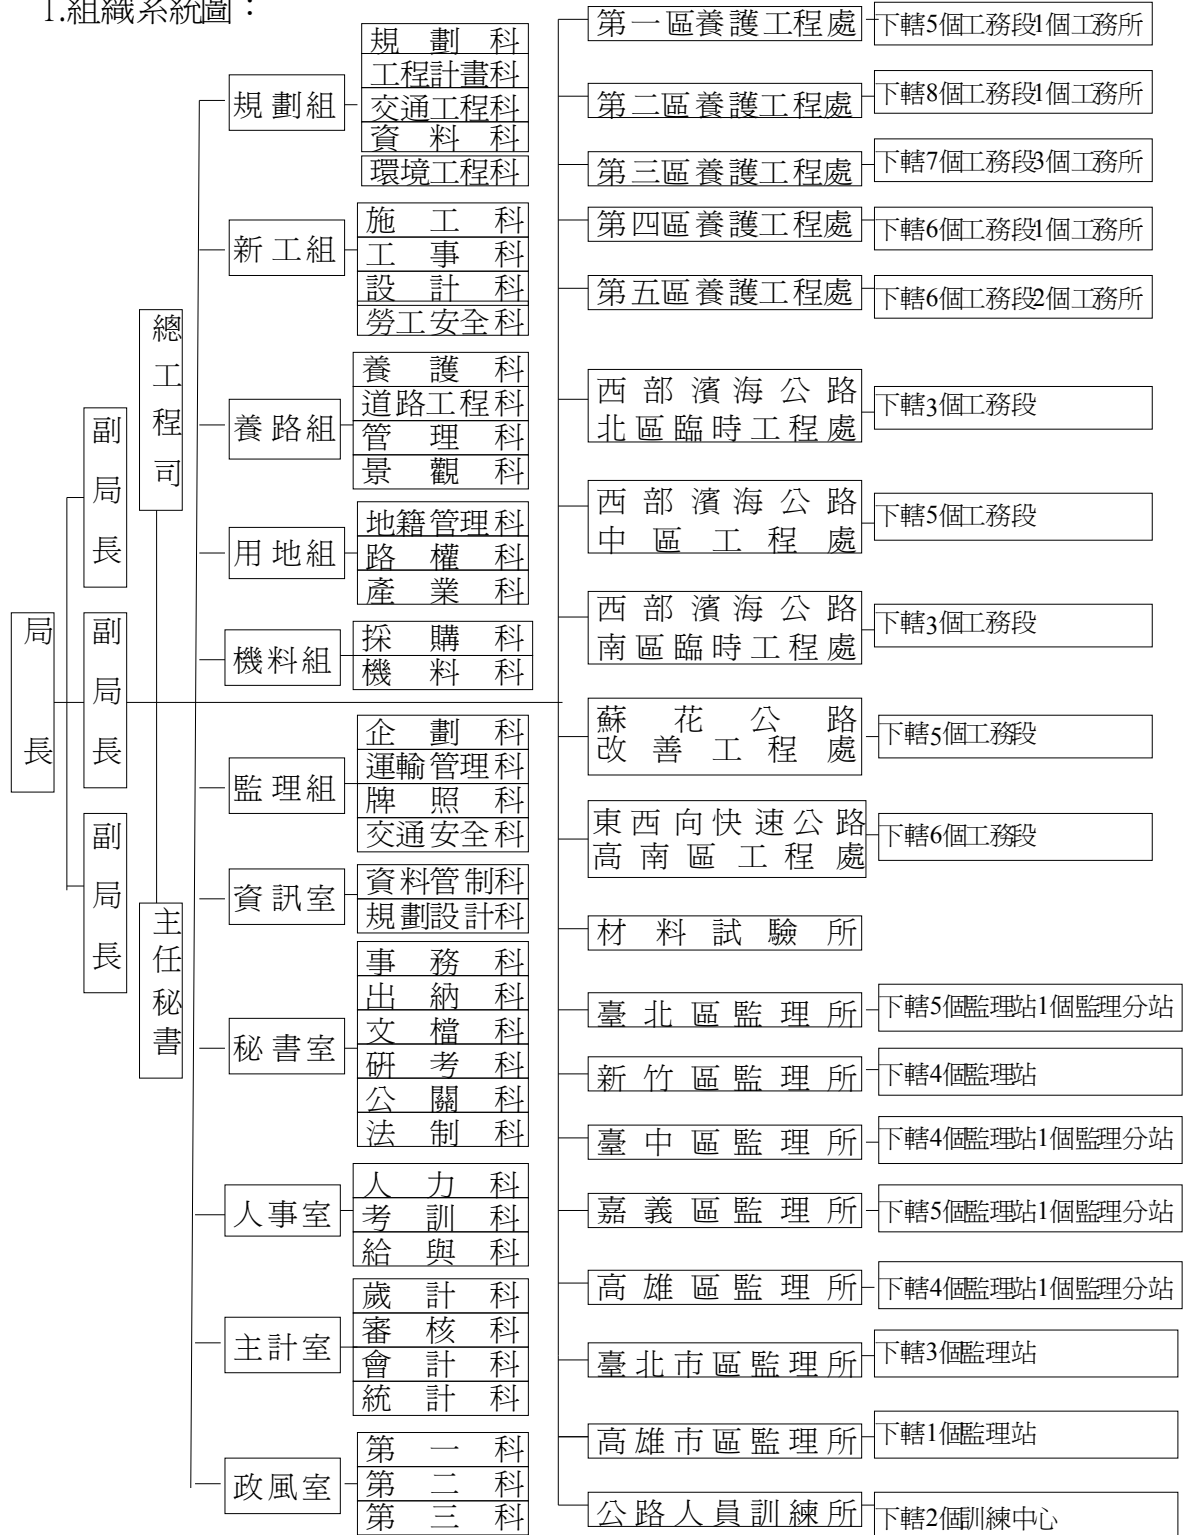 1.組織系統圖：
局長
副局長
副局長
副局長
總工程司
主任秘書
規劃組
規劃科
工程計畫科
交通工程科
資料科
環境工程科
新工組
施工科
工事科
設計科
勞工安全科
養路組
養護科
道路工程科
管理科
景觀科
用地組
地籍管理科
路權科
產業科
機料組
採購科
機料科
監理組
企劃科
運輸管理科
牌照科
交通安全科
資訊室
資料管制科
規劃設計科
秘書室
事務科
出納科
文檔科
研考科
公關科
法制科
人事室
人力科
考訓科
給與科
主計室
歲計科
審核科
會計科
統計科
政風室
第一科
第二科
第三科
第一區養護工程處
下轄5個工務段1個工務所
第二區養護工程處
下轄8個工務段1個工務所
第三區養護工程處
下轄7個工務段3個工務所
第四區養護工程處
下轄6個工務段1個工務所
第五區養護工程處
下轄6個工務段2個工務所
西部濱海公路
北區臨時工程處
下轄3個工務段
西部濱海公路
中區工程處
下轄5個工務段
西部濱海公路
南區臨時工程處
下轄3個工務段
蘇花公路
改善工程處
下轄5個工務段
東西向快速公路
高南區工程處
下轄6個工務段
材料試驗所
臺北區監理所
下轄5個監理站1個監理分站
新竹區監理所
下轄4個監理站
臺中區監理所
下轄4個監理站1個監理分站
嘉義區監理所
下轄5個監理站1個監理分站
高雄區監理所
下轄4個監理站1個監理分站
臺北市區監理所
下轄3個監理站
高雄市區監理所
下轄1個監理站
公路人員訓練所
下轄2個訓練中心